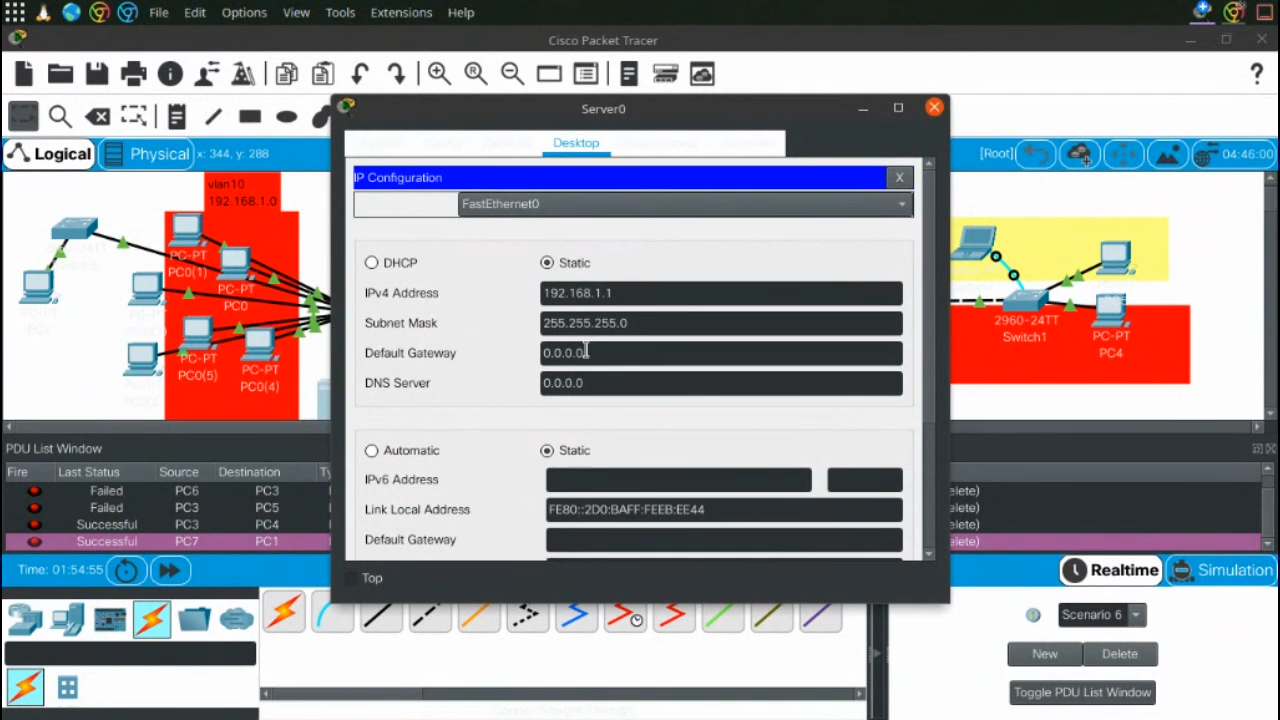 File Edit Options View Tools Extensions Help
Cisco Packet Tracer
Server0
Desktop
Logical Physical x: 344, y: 288
[Root] 04:46:00
IP Configuration X
FastEthernet0
DHCP Static
IPv4 Address 192.168.1.1
Subnet Mask 255.255.255.0
Default Gateway 0.0.0.0
DNS Server 0.0.0.0
Automatic Static
IPv6 Address
Link Local Address FE80::2D0:BAFF:FEEB:EE44
Default Gateway
Top
vlan10
192.168.1.0
PC-PT
PC0(1)
PC-PT
PC0
PC-PT
PC0(5)
PC-PT
PC0(4)
2960-24TT
Switch1
PC-PT
PC4
PDU List Window
Fire Last Status Source Destination Ty
Failed PC6 PC3
Failed PC3 PC5
Successful PC3 PC4
Successful PC7 PC1
elete)
elete)
elete)
elete)
Time: 01:54:55
Realtime Simulation
Scenario 6
New Delete
Toggle PDU List Window